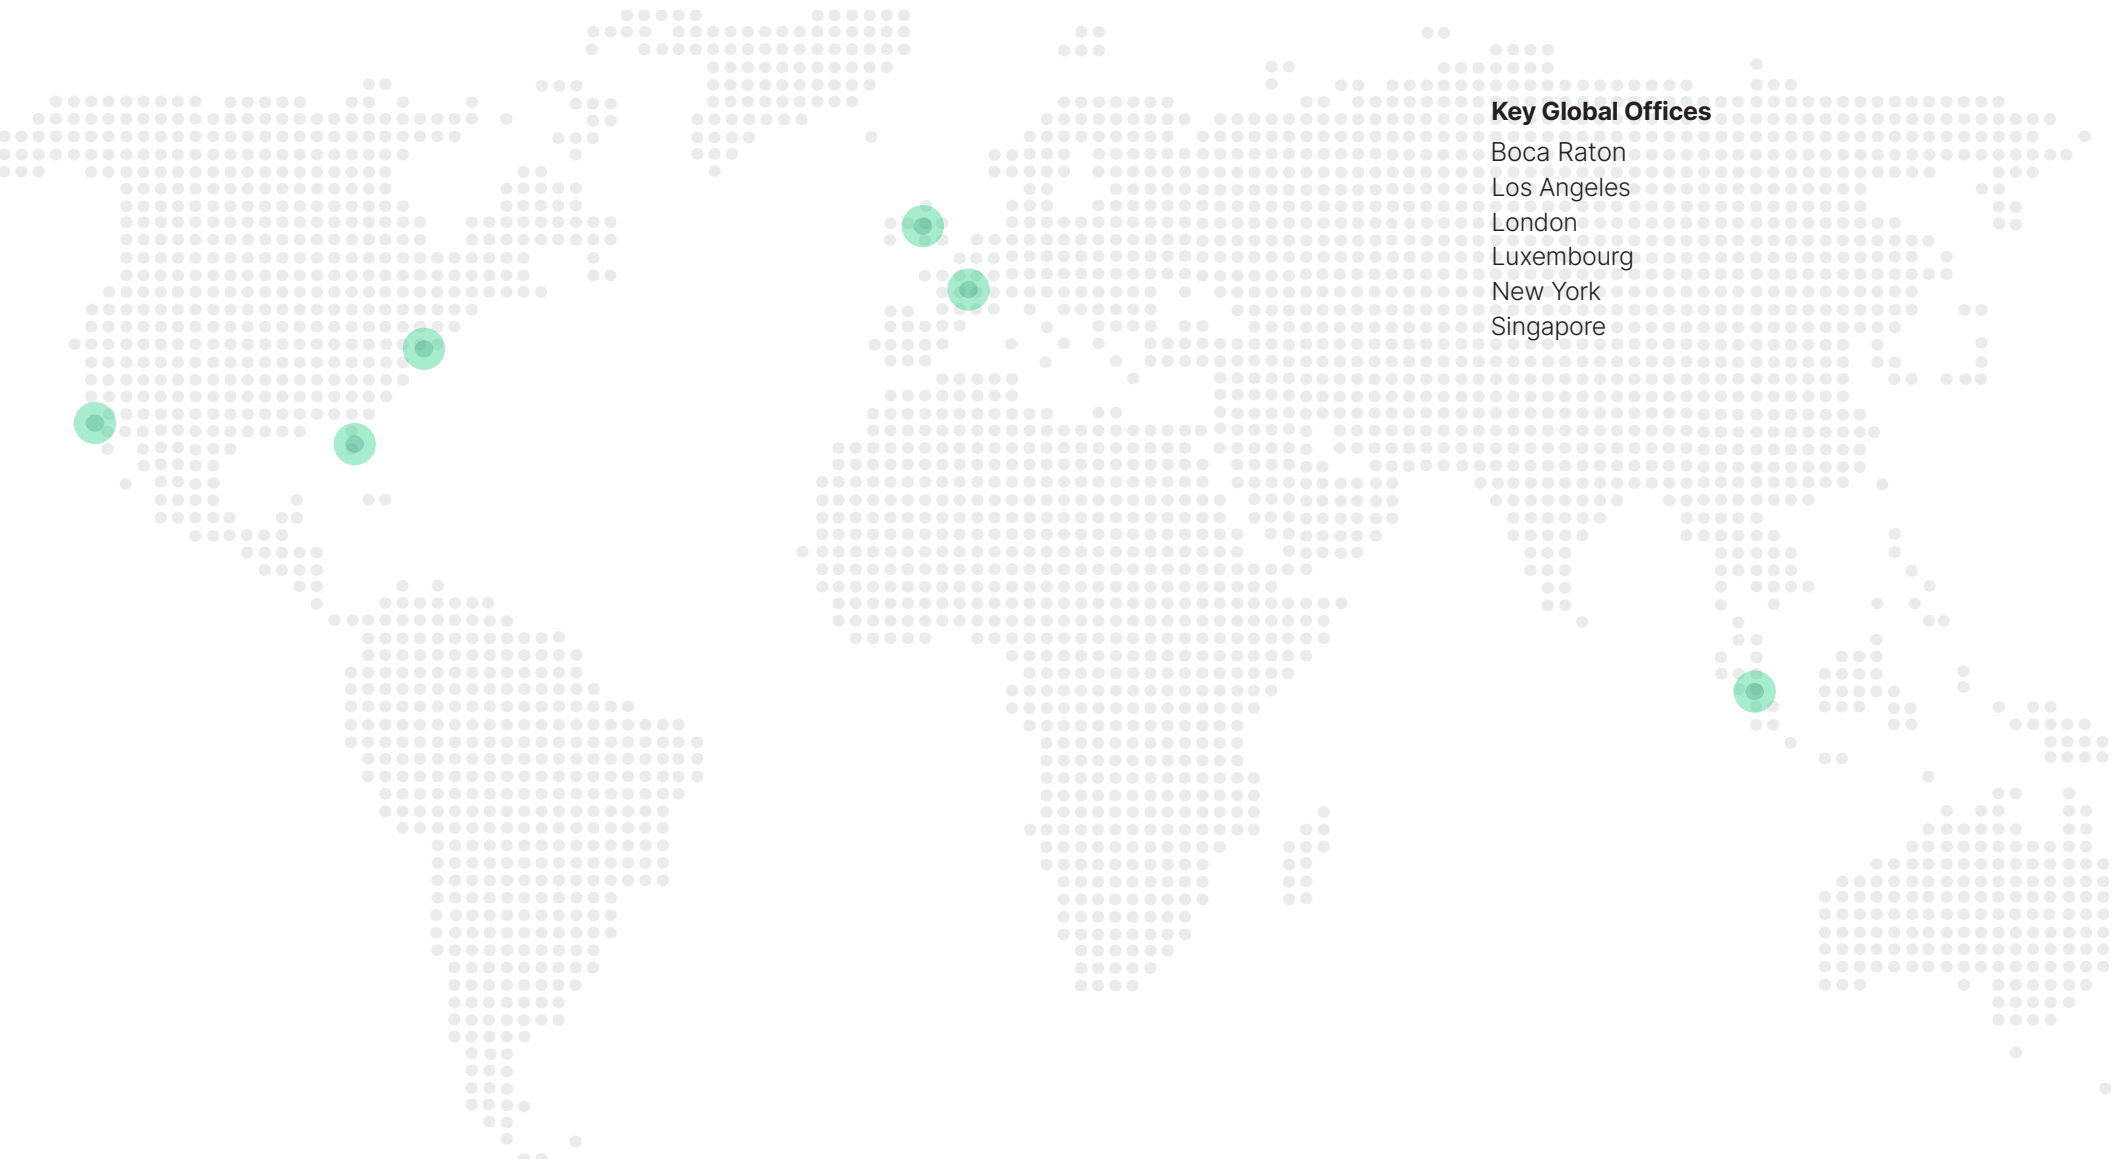 Key Global Offices
Boca Raton
Los Angeles
London
Luxembourg
New York
Singapore